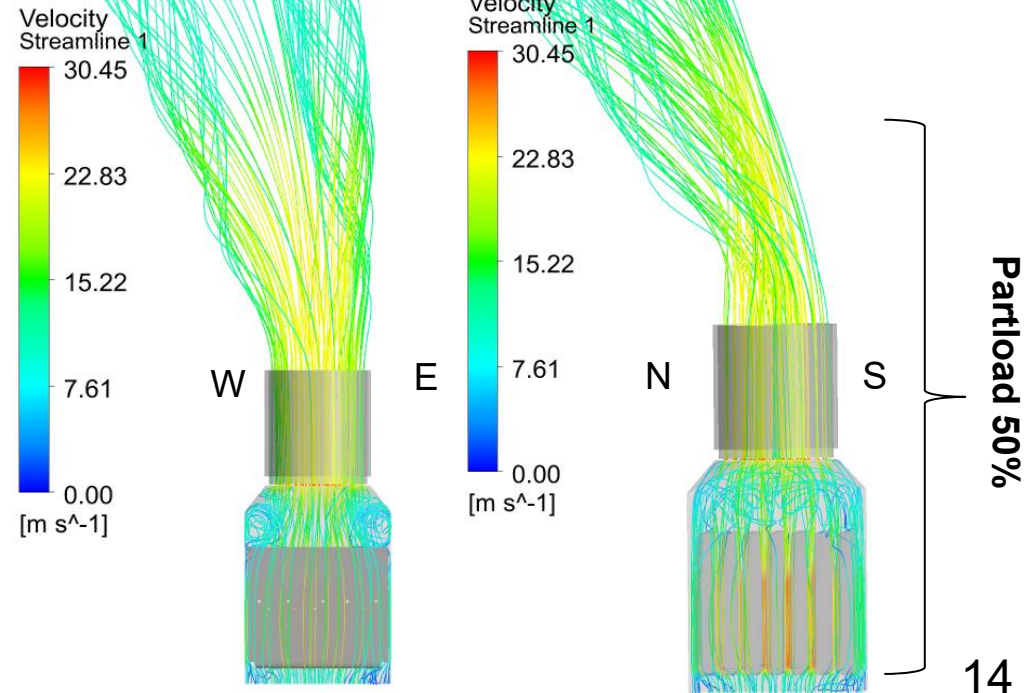 Velocity
Streamline 1
30.45
22.83
15.22
7.61
0.00
[m s^-1]
W
E
Velocity
Streamline 1
30.45
22.83
15.22
7.61
0.00
[m s^-1]
N
S
Partload 50%
14